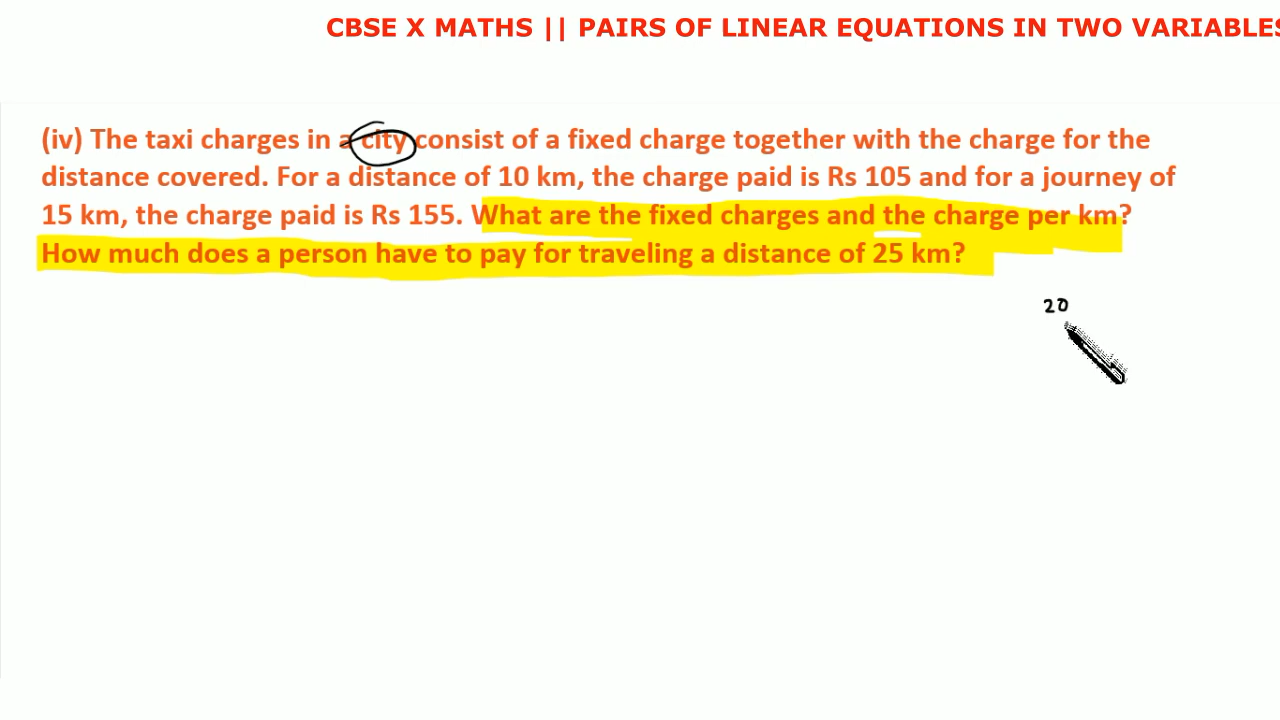 CBSE X MATHS || PAIRS OF LINEAR EQUATIONS IN TWO VARIABLES
(iv) The taxi charges in a city consist of a fixed charge together with the charge for the
distance covered. For a distance of 10 km, the charge paid is Rs 105 and for a journey of
15 km, the charge paid is Rs 155. What are the fixed charges and the charge per km?
How much does a person have to pay for traveling a distance of 25 km?
20